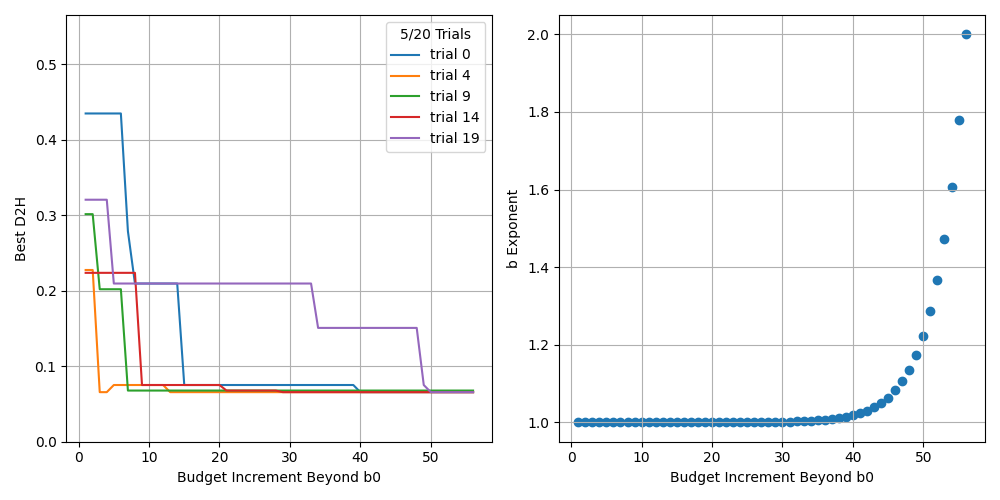 5/20 Trials
trial 0
trial 4
trial 9
trial 14
trial 19
0.5
0.4
0.3
0.2
0.1
0.0
Best D2H
0 10 20 30 40 50
Budget Increment Beyond b0
2.0
1.8
1.6
1.4
1.2
1.0
b Exponent
0 10 20 30 40 50
Budget Increment Beyond b0